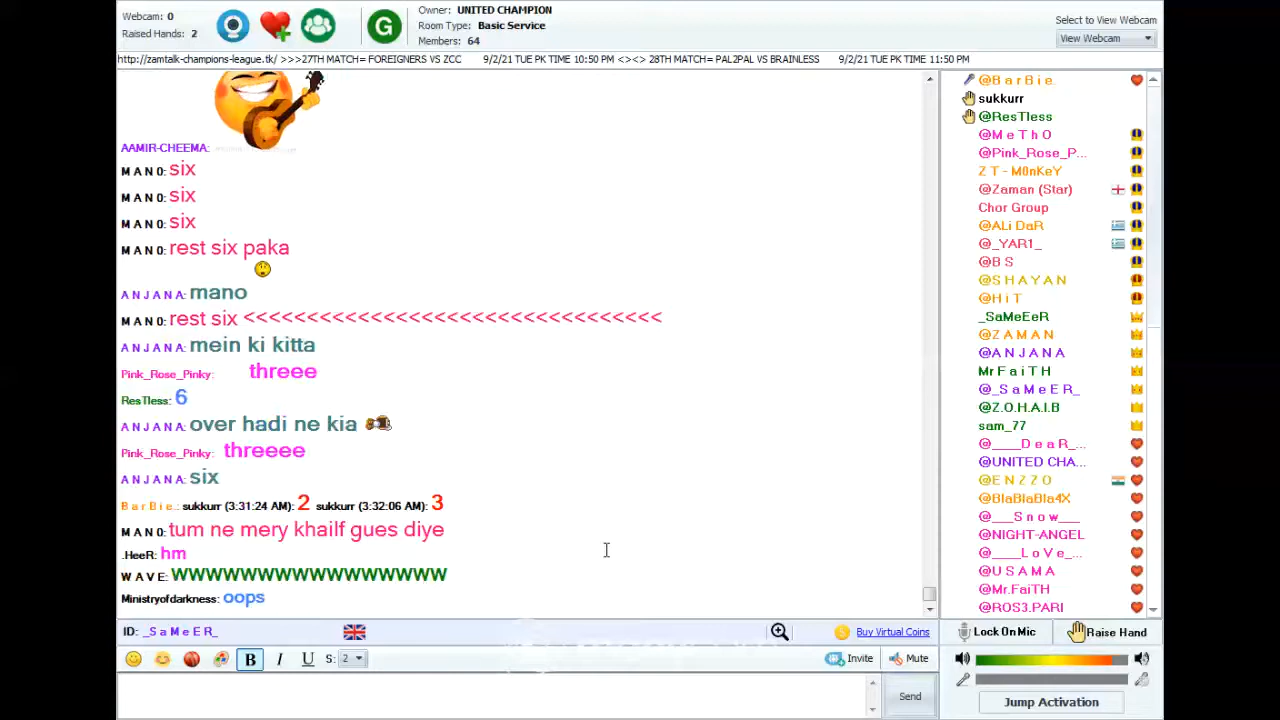 Webcam: 0
Raised Hands: 2
Owner: UNITED CHAMPION
Room Type: Basic Service
Members: 64
Select to View Webcam
View Webcam
http://zamtalk-champions-league.tk/ >>>27TH MATCH= FOREIGNERS VS ZCC 9/2/21 TUE PK TIME 10:50 PM <><> 28TH MATCH= PAL2PAL VS BRAINLESS 9/2/21 TUE PK TIME 11:50 PM
AAMIR-CHEEMA:
M A N 0: six
M A N 0: six
M A N 0: six
M A N 0: rest six paka
A N J A N A: mano
M A N 0: rest six <<<<<<<<<<<<<<<<<<<<<<<<<<<<<<<<<
A N J A N A: mein ki kitta
Pink_Rose_Pinky: threee
ResTless: 6
A N J A N A: over hadi ne kia
Pink_Rose_Pinky: threeee
A N J A N A: six
B a r B i e.: sukkurr (3:31:24 AM): 2 sukkurr (3:32:06 AM): 3
M A N 0: tum ne mery khailf gues diye
.HeeR: hm
W A V E: WWWWWWWWWWWWWWWW
Ministryofdarkness: oops
@B a r B i e.
sukkurr
@ResTless
@M e T h O
@Pink_Rose_P...
Z T - M0nKeY
@Zaman (Star)
Chor Group
@ALi DaR
@_YAR1_
@B S
@S H A Y A N
@H i T
_SaMeEeR
@Z A M A N
@A N J A N A
Mr F a i T H
@_S a M e E R_
@Z.O.H.A.I.B
sam_77
@____D e a R_...
@UNITED CHA...
@E N Z Z O
@BlaBlaBla4X
@___S n o w___
@NIGHT-ANGEL
@____L o V e_...
@U S A M A
@Mr.FaiTH
@ROS3.PARI
ID: _S a M e E R_
Buy Virtual Coins
Lock On Mic
Raise Hand
B I U S: 2
Invite
Mute
Send
Jump Activation